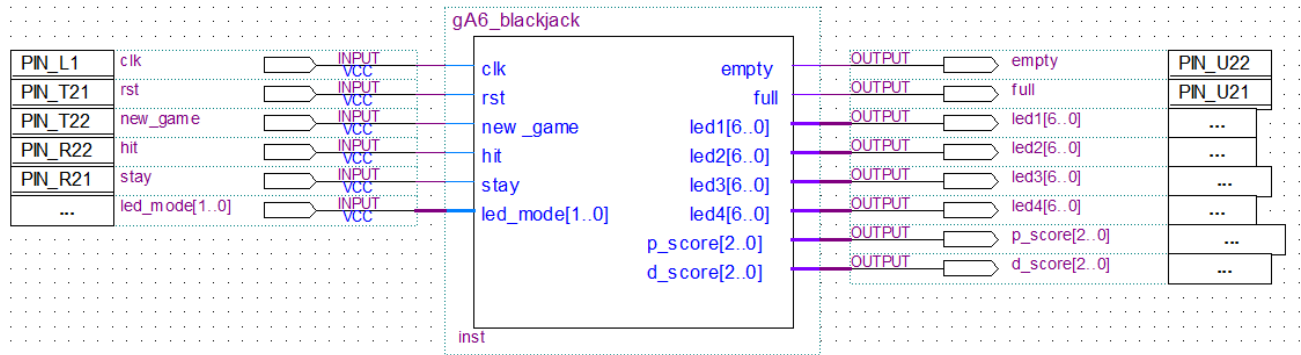 gA6_blackjack
PIN_L1 clk INPUT VCC clk empty OUTPUT empty PIN_U22
PIN_T21 rst INPUT VCC rst full OUTPUT full PIN_U21
PIN_T22 new_game INPUT VCC new _game led1[6..0] OUTPUT led1[6..0] ...
PIN_R22 hit INPUT VCC hit led2[6..0] OUTPUT led2[6..0] ...
PIN_R21 stay INPUT VCC stay led3[6..0] OUTPUT led3[6..0] ...
... led_mode[1..0] INPUT VCC led_mode[1..0] led4[6..0] OUTPUT led4[6..0] ...
p_score[2..0] OUTPUT p_score[2..0] ...
d_score[2..0] OUTPUT d_score[2..0] ...
inst